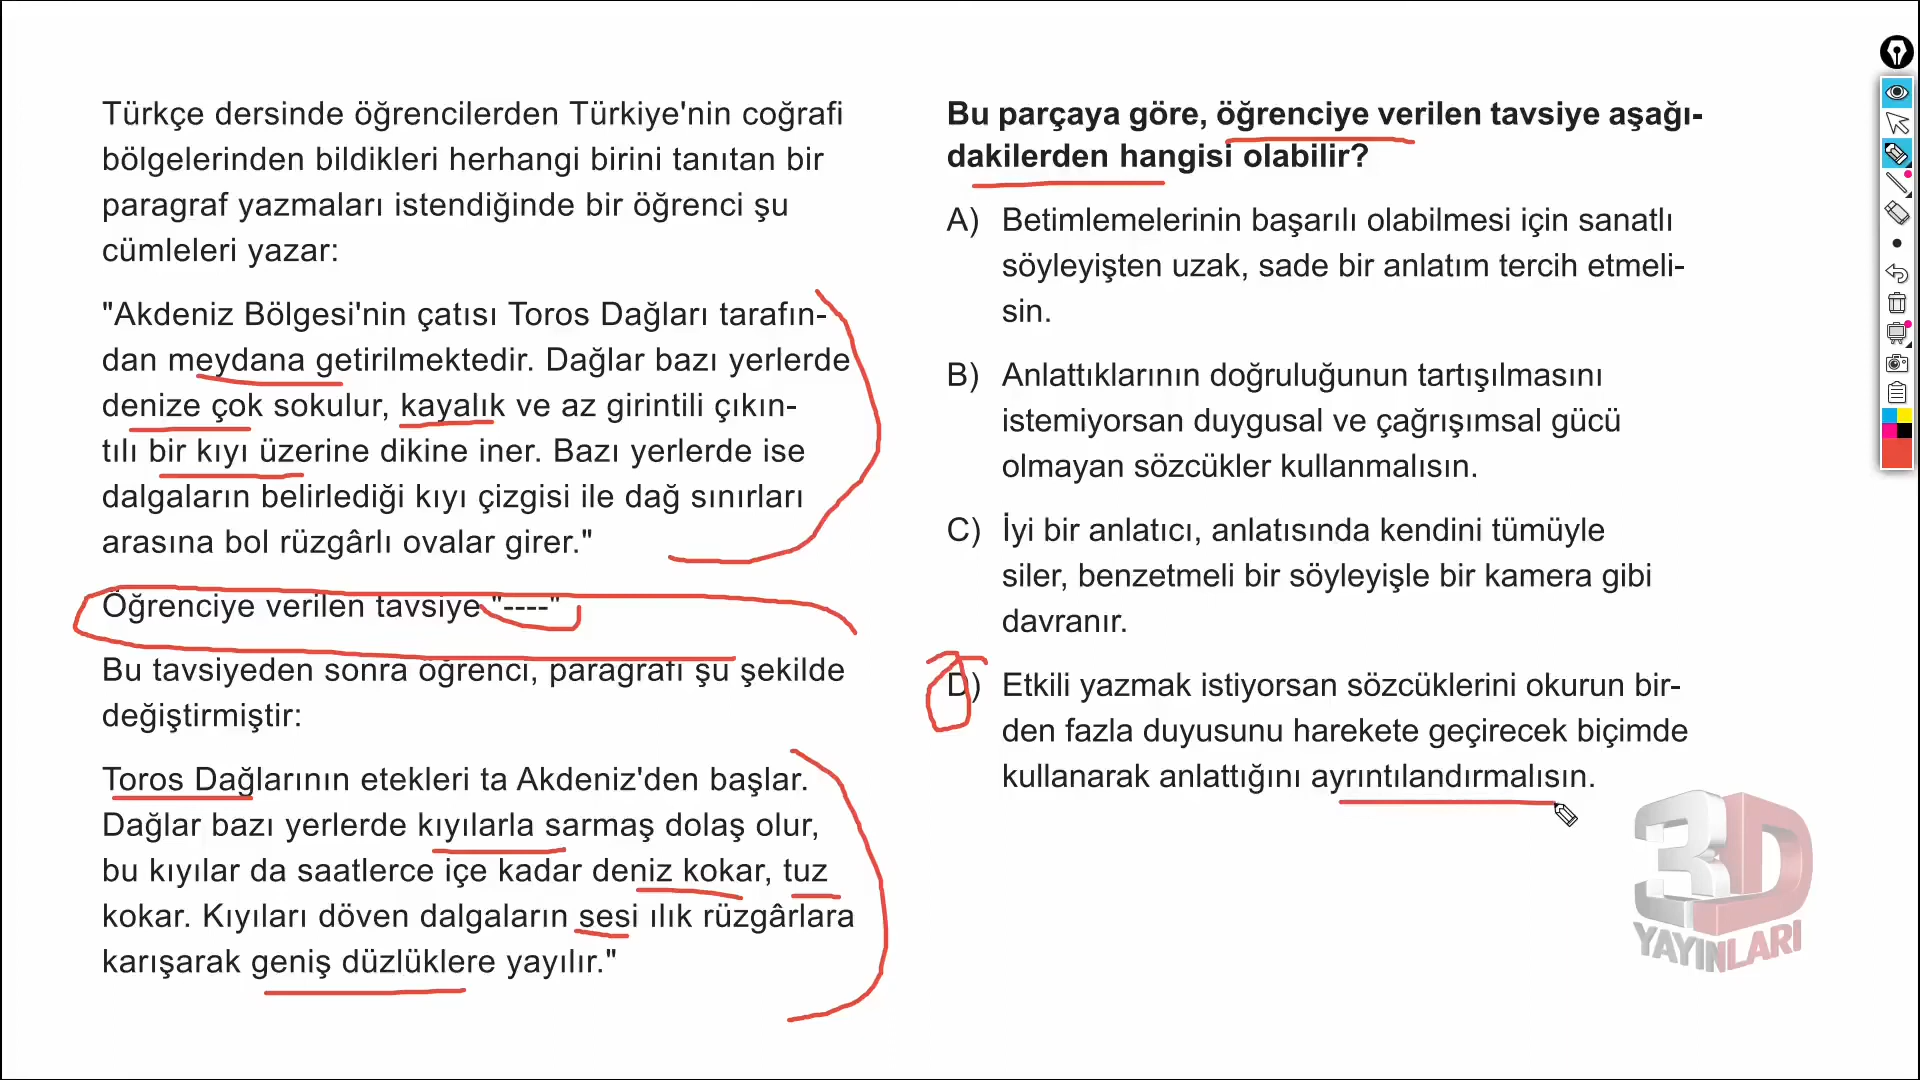 Türkçe dersinde öğrencilerden Türkiye'nin coğrafi
bölgelerinden bildikleri herhangi birini tanıtan bir
paragraf yazmaları istendiğinde bir öğrenci şu
cümleleri yazar:
"Akdeniz Bölgesi'nin çatısı Toros Dağları tarafın-
dan meydana getirilmektedir. Dağlar bazı yerlerde
denize çok sokulur, kayalık ve az girintili çıkın-
tılı bir kıyı üzerine dikine iner. Bazı yerlerde ise
dalgaların belirlediği kıyı çizgisi ile dağ sınırları
arasına bol rüzgârlı ovalar girer."
Öğrenciye verilen tavsiye "----"
Bu tavsiyeden sonra öğrenci, paragrafı şu şekilde
değiştirmiştir:
Toros Dağlarının etekleri ta Akdeniz'den başlar.
Dağlar bazı yerlerde kıyılarla sarmaş dolaş olur,
bu kıyılar da saatlerce içe kadar deniz kokar, tuz
kokar. Kıyıları döven dalgaların sesi ılık rüzgârlara
karışarak geniş düzlüklere yayılır."
Bu parçaya göre, öğrenciye verilen tavsiye aşağı-
dakilerden hangisi olabilir?
A) Betimlemelerinin başarılı olabilmesi için sanatlı
söyleyişten uzak, sade bir anlatım tercih etmeli-
sin.
B) Anlattıklarının doğruluğunun tartışılmasını
istemiyorsan duygusal ve çağrışımsal gücü
olmayan sözcükler kullanmalısın.
C) İyi bir anlatıcı, anlatısında kendini tümüyle
siler, benzetmeli bir söyleyişle bir kamera gibi
davranır.
D) Etkili yazmak istiyorsan sözcüklerini okurun bir-
den fazla duyusunu harekete geçirecek biçimde
kullanarak anlattığını ayrıntılandırmalısın.
3D
YAYINLARI